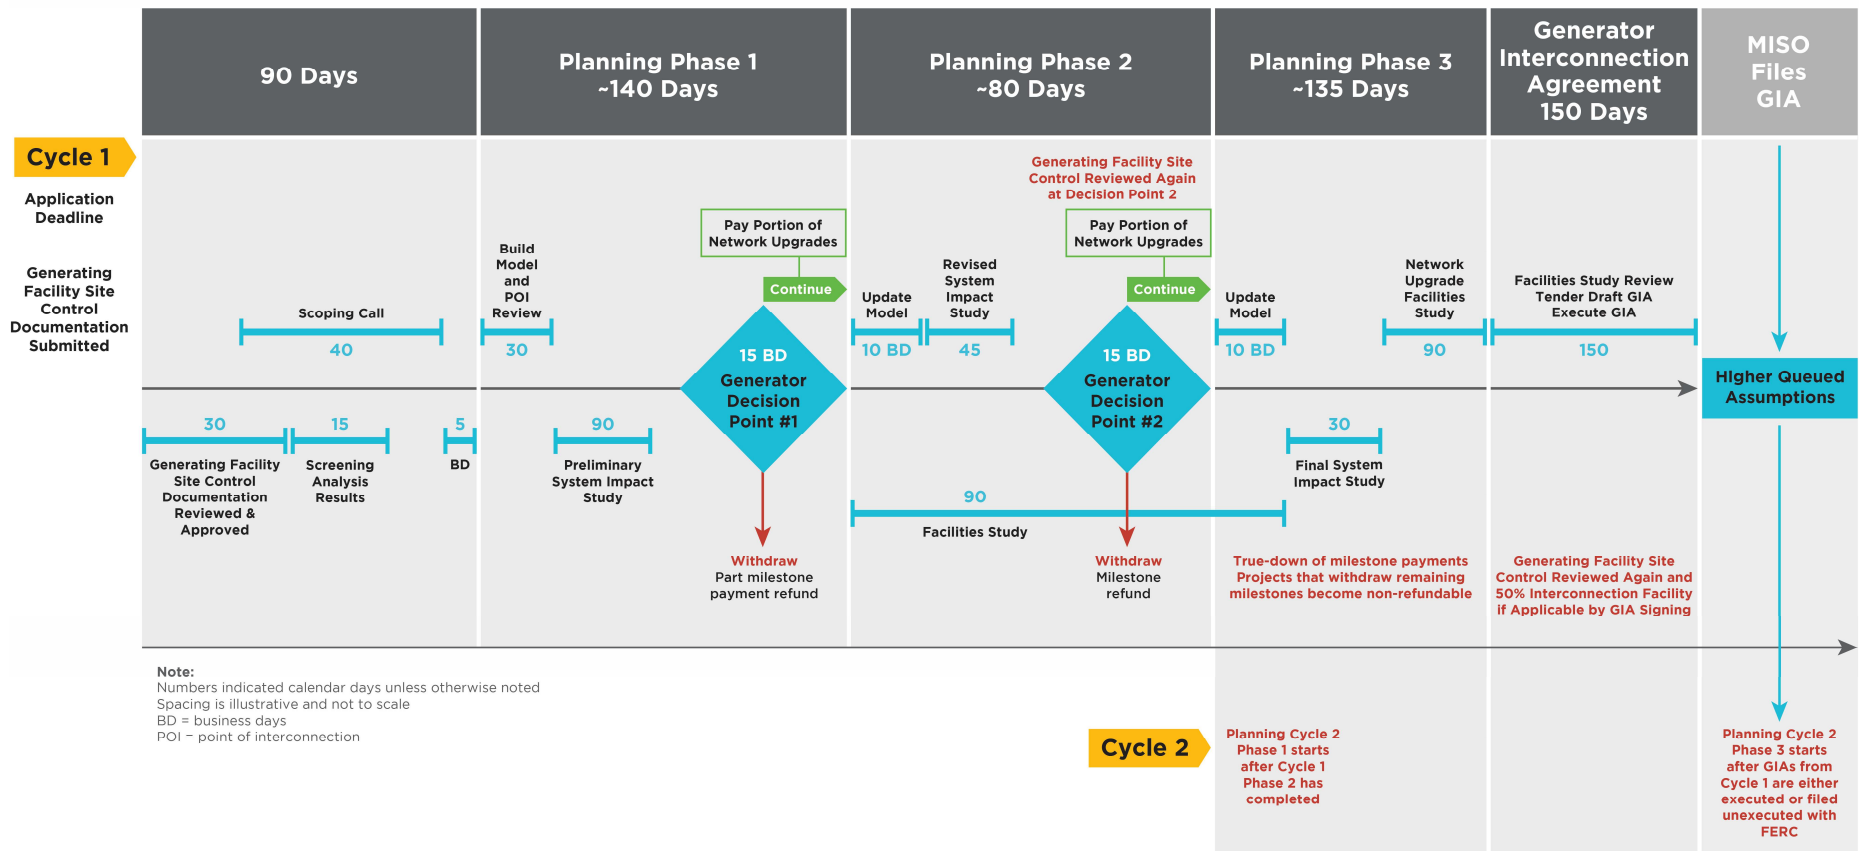 90 Days
Planning Phase 1
~140 Days
Planning Phase 2
~80 Days
Planning Phase 3
~135 Days
Generator
Interconnection
Agreement
150 Days
MISO
Files
GIA
Cycle 1
Application
Deadline
Generating
Facility Site
Control
Documentation
Submitted
Scoping Call
40
30
Generating Facility
Site Control
Documentation
Reviewed &
Approved
15
Screening
Analysis
Results
5
BD
Build
Model
and
POI
Review
30
90
Preliminary
System Impact
Study
Pay Portion of
Network Upgrades
Continue
15 BD
Generator
Decision
Point #1
Withdraw
Part milestone
payment refund
Update
Model
10 BD
Revised
System
Impact
Study
45
90
Facilities Study
Generating Facility Site
Control Reviewed Again
at Decision Point 2
Pay Portion of
Network Upgrades
Continue
15 BD
Generator
Decision
Point #2
Withdraw
Milestone
refund
Update
Model
10 BD
30
Final System
Impact Study
Network
Upgrade
Facilities
Study
90
True-down of milestone payments
Projects that withdraw remaining
milestones become non-refundable
Facilities Study Review
Tender Draft GIA
Execute GIA
150
Generating Facility Site
Control Reviewed Again and
50% Interconnection Facility
if Applicable by GIA Signing
HIgher Queued
Assumptions
Note:
Numbers indicated calendar days unless otherwise noted
Spacing is illustrative and not to scale
BD = business days
POI – point of interconnection
Cycle 2
Planning Cycle 2
Phase 1 starts
after Cycle 1
Phase 2 has
completed
Planning Cycle 2
Phase 3 starts
after GIAs from
Cycle 1 are either
executed or filed
unexecuted with
FERC